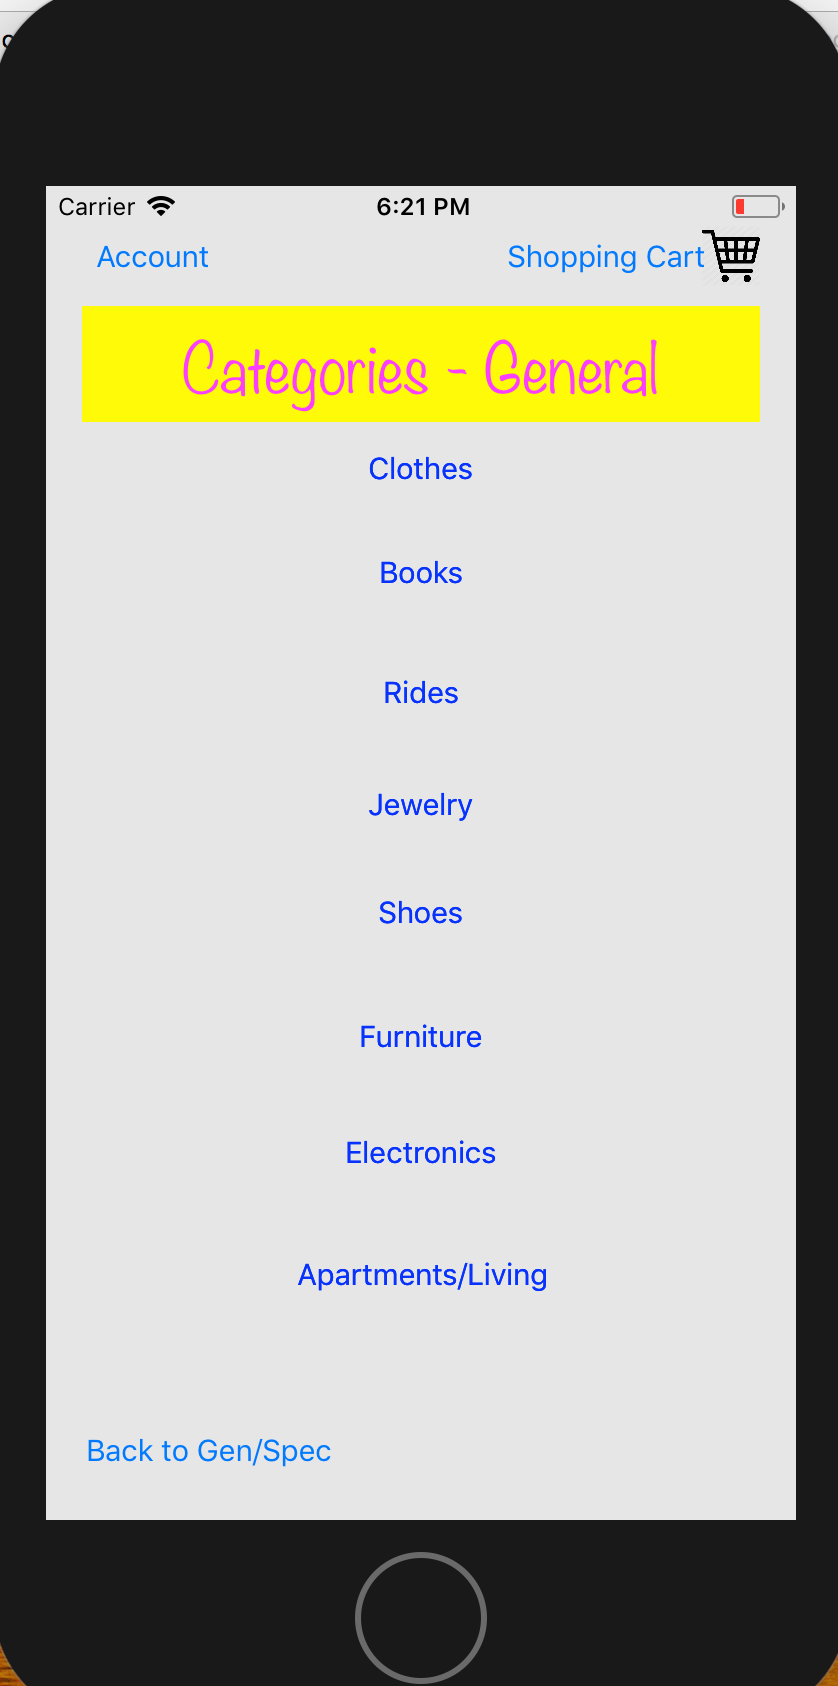 Carrier 6:21 PM
Account Shopping Cart
Categories - General
Clothes
Books
Rides
Jewelry
Shoes
Furniture
Electronics
Apartments/Living
Back to Gen/Spec